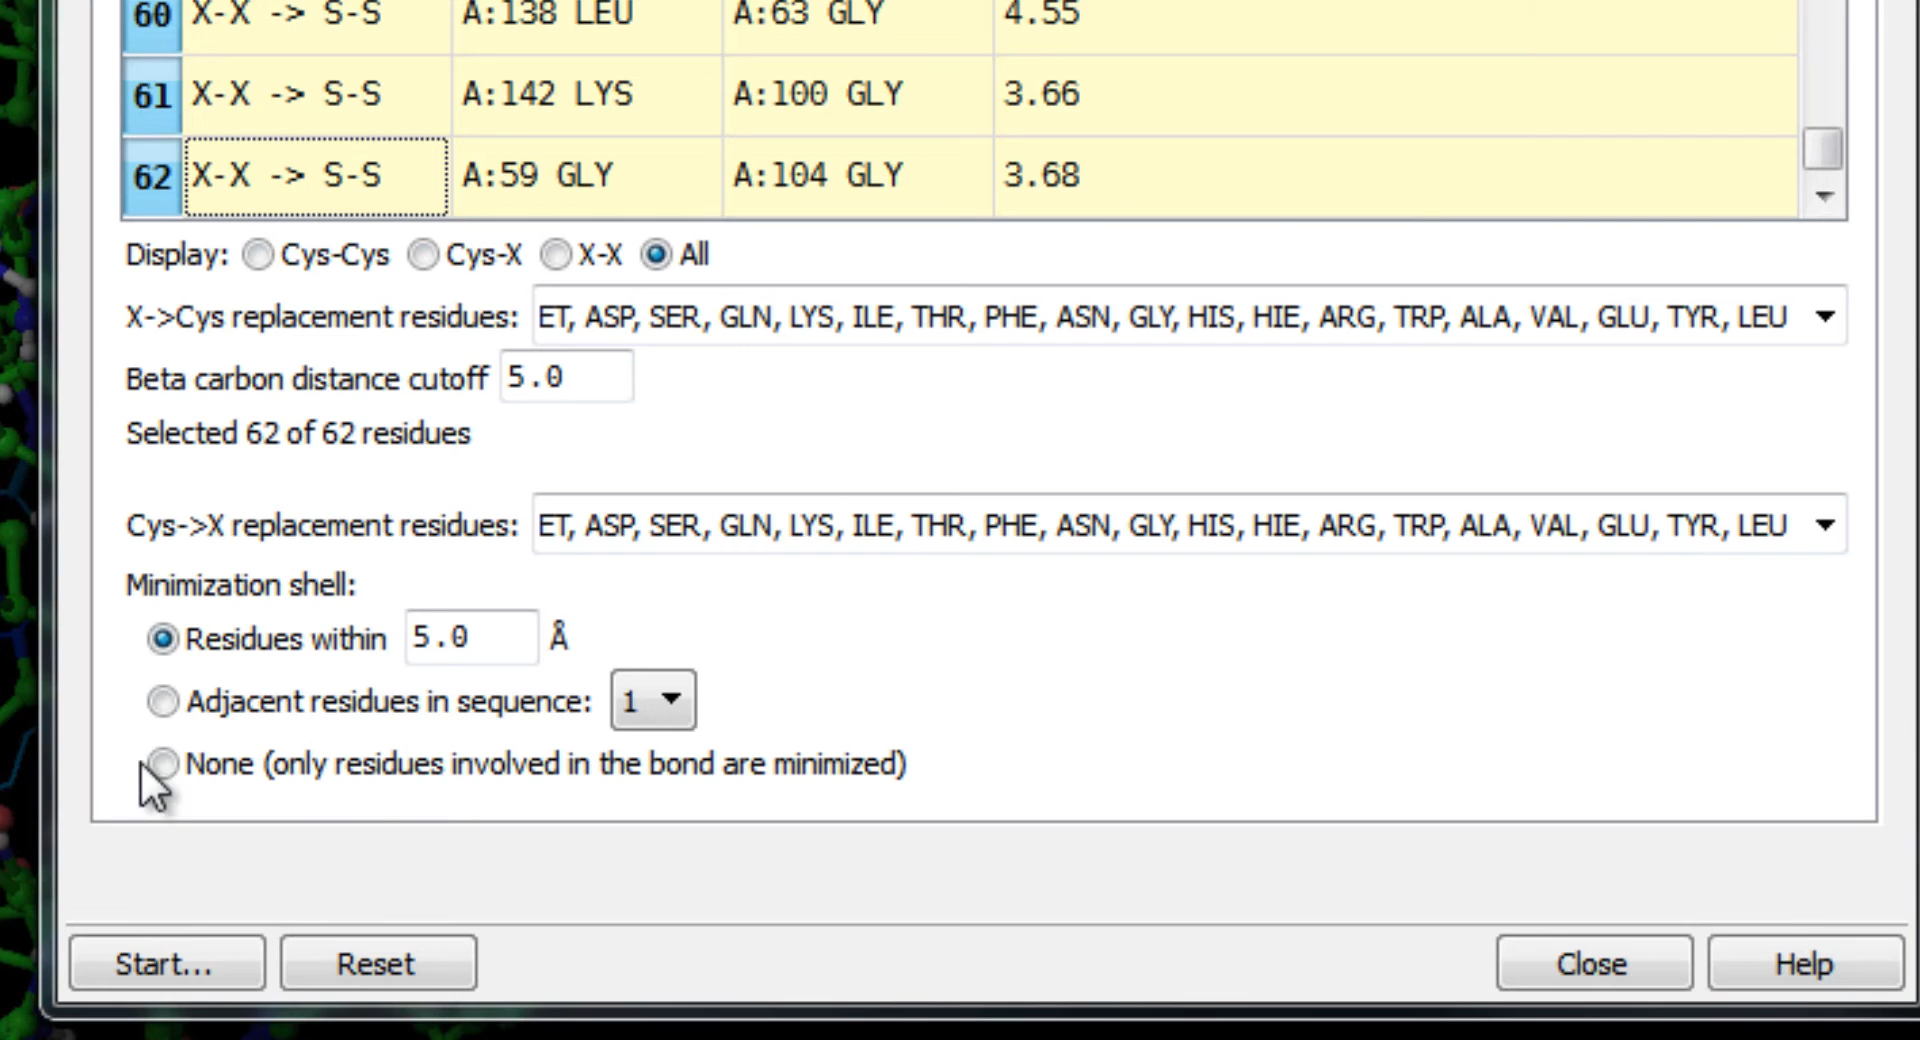 60 X-X -> S-S A:138 LEU A:63 GLY 4.55
61 X-X -> S-S A:142 LYS A:100 GLY 3.66
62 X-X -> S-S A:59 GLY A:104 GLY 3.68
Display: Cys-Cys Cys-X X-X All
X->Cys replacement residues: ET, ASP, SER, GLN, LYS, ILE, THR, PHE, ASN, GLY, HIS, HIE, ARG, TRP, ALA, VAL, GLU, TYR, LEU
Beta carbon distance cutoff 5.0
Selected 62 of 62 residues
Cys->X replacement residues: ET, ASP, SER, GLN, LYS, ILE, THR, PHE, ASN, GLY, HIS, HIE, ARG, TRP, ALA, VAL, GLU, TYR, LEU
Minimization shell:
Residues within 5.0 Å
Adjacent residues in sequence: 1
None (only residues involved in the bond are minimized)
Start... Reset Close Help